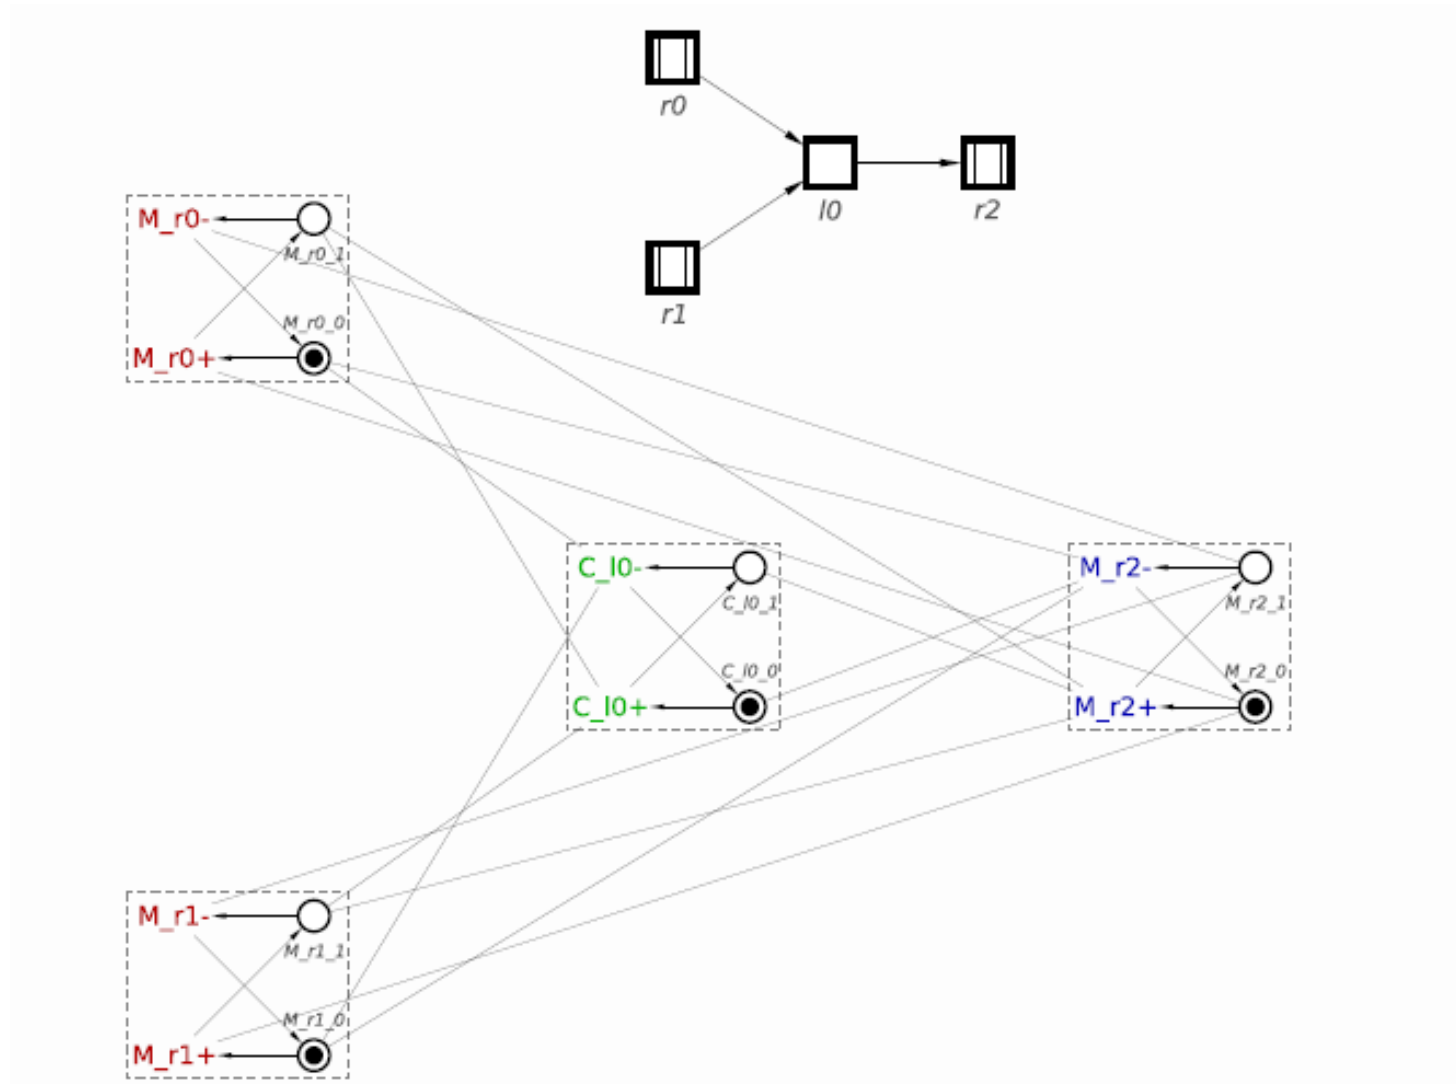 r0
l0
r2
r1
M_r0-
M_r0_1
M_r0_0
M_r0+
C_l0-
C_l0_1
C_l0_0
C_l0+
M_r2-
M_r2_1
M_r2_0
M_r2+
M_r1-
M_r1_1
M_r1_0
M_r1+